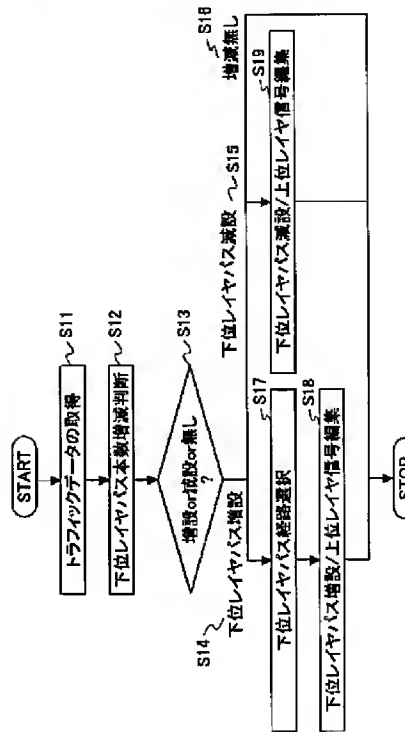 START
トラフィックデータの取得
S11
下位レイヤパス本数増減判断
S12
増設or減設or無し
?
S13
S14
下位レイヤパス増設
下位レイヤパス減設
S15
S16
増減無し
下位レイヤパス経路選択
S17
下位レイヤパス増設/上位レイヤ信号編集
S18
下位レイヤパス減設/上位レイヤ信号編集
S19
STOP